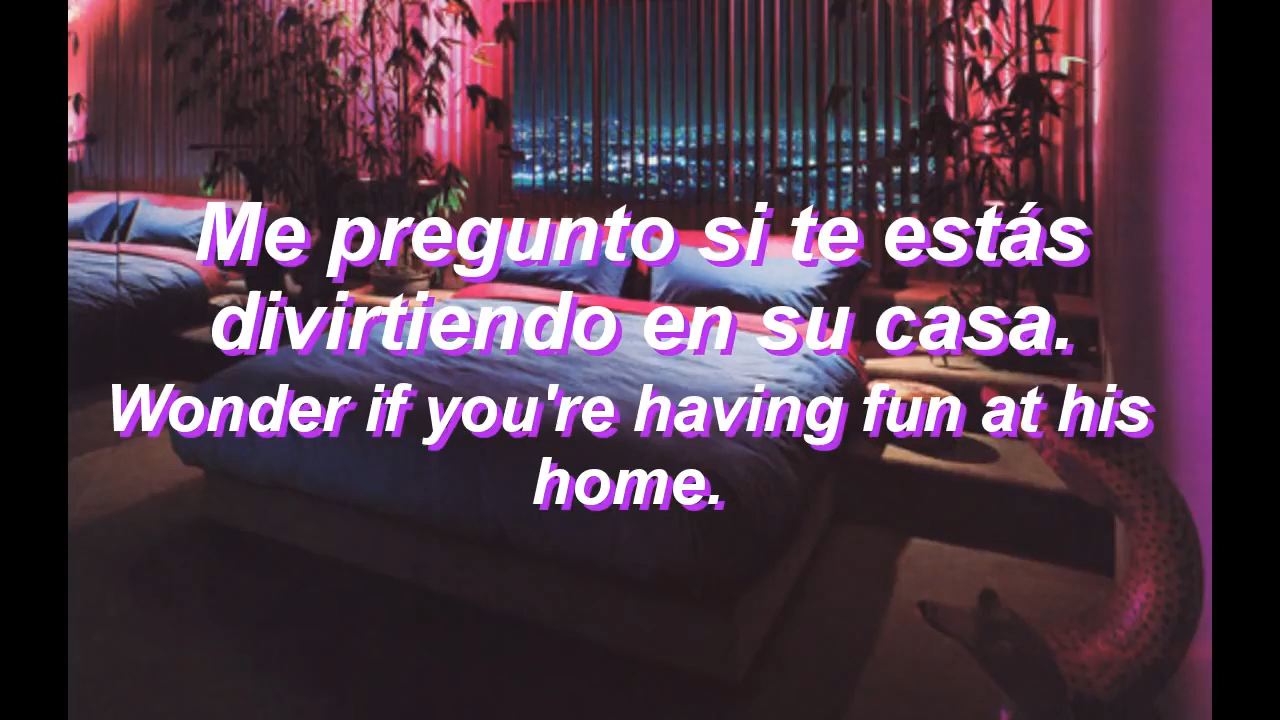 Me pregunto si te estás
divirtiendo en su casa.
Wonder if you're having fun at his
home.